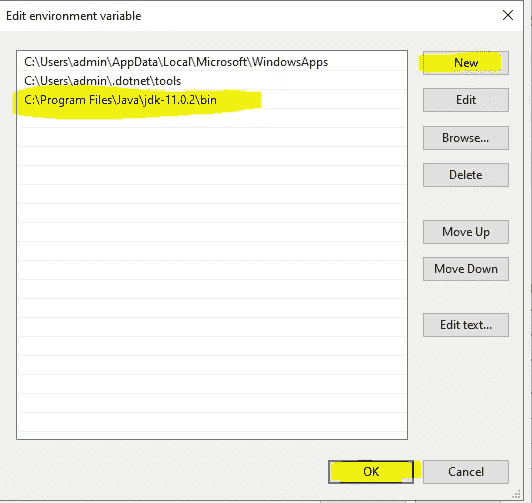 Edit environment variable
C:\Users\admin\AppData\Local\Microsoft\WindowsApps
C:\Users\admin\.dotnet\tools
C:\Program Files\Java\jdk-11.0.2\bin
New
Edit
Browse...
Delete
Move Up
Move Down
Edit text...
OK
Cancel